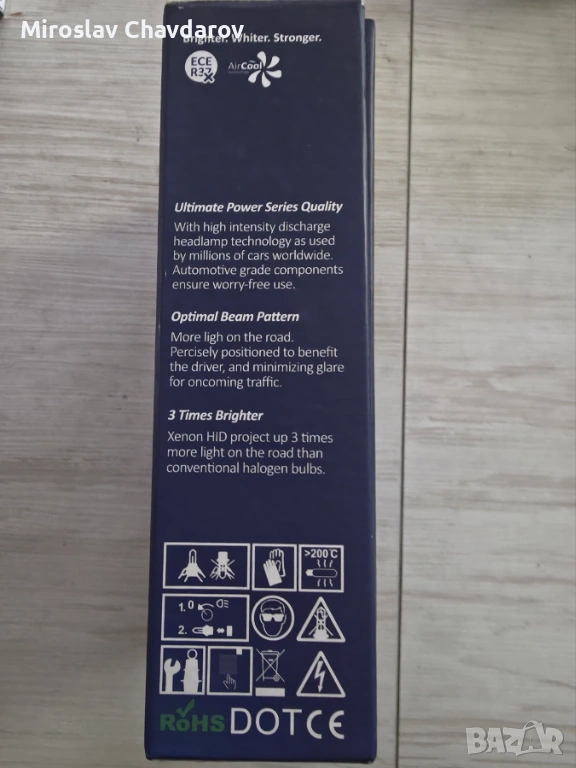 Miroslav Chavdarov
Brighter. Whiter. Stronger.
ECE
R37
AirCool
Ultimate Power Series Quality
With high intensity discharge
headlamp technology as used
by millions of cars worldwide.
Automotive grade components
ensure worry-free use.
Optimal Beam Pattern
More ligh on the road.
Percisely positioned to benefit
the driver, and minimizing glare
for oncoming traffic.
3 Times Brighter
Xenon HID project up 3 times
more light on the road than
conventional halogen bulbs.
>200°C
1. 0
2.
RoHS DOT CE
BAZAR